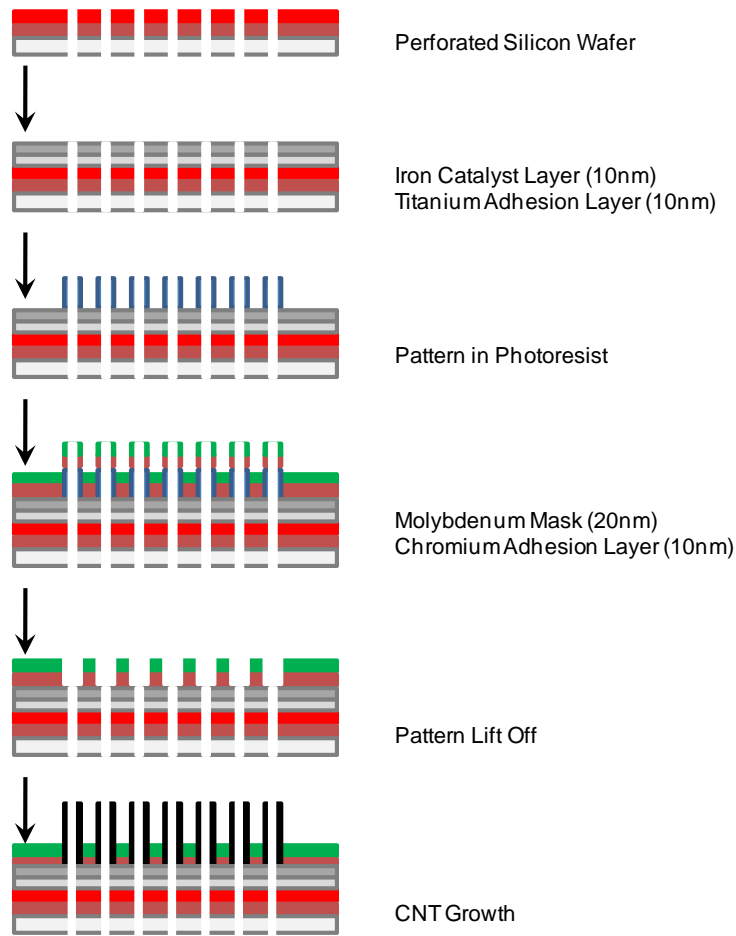 Perforated Silicon Wafer
Iron Catalyst Layer (10nm)
Titanium Adhesion Layer (10nm)
Pattern in Photoresist
Molybdenum Mask (20nm)
Chromium Adhesion Layer (10nm)
Pattern Lift Off
CNT Growth